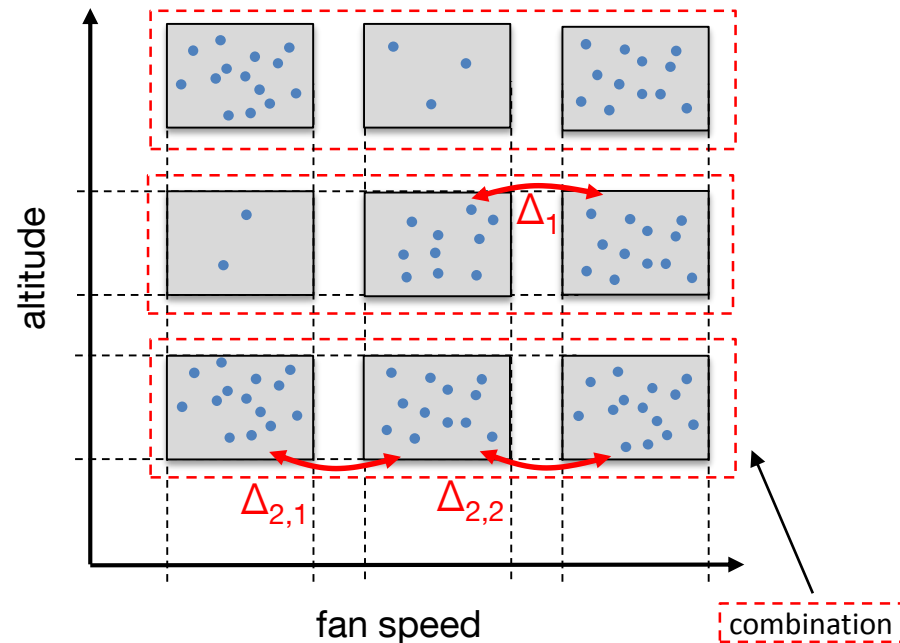 altitude
Δ1
Δ2,1
Δ2,2
fan speed
combination